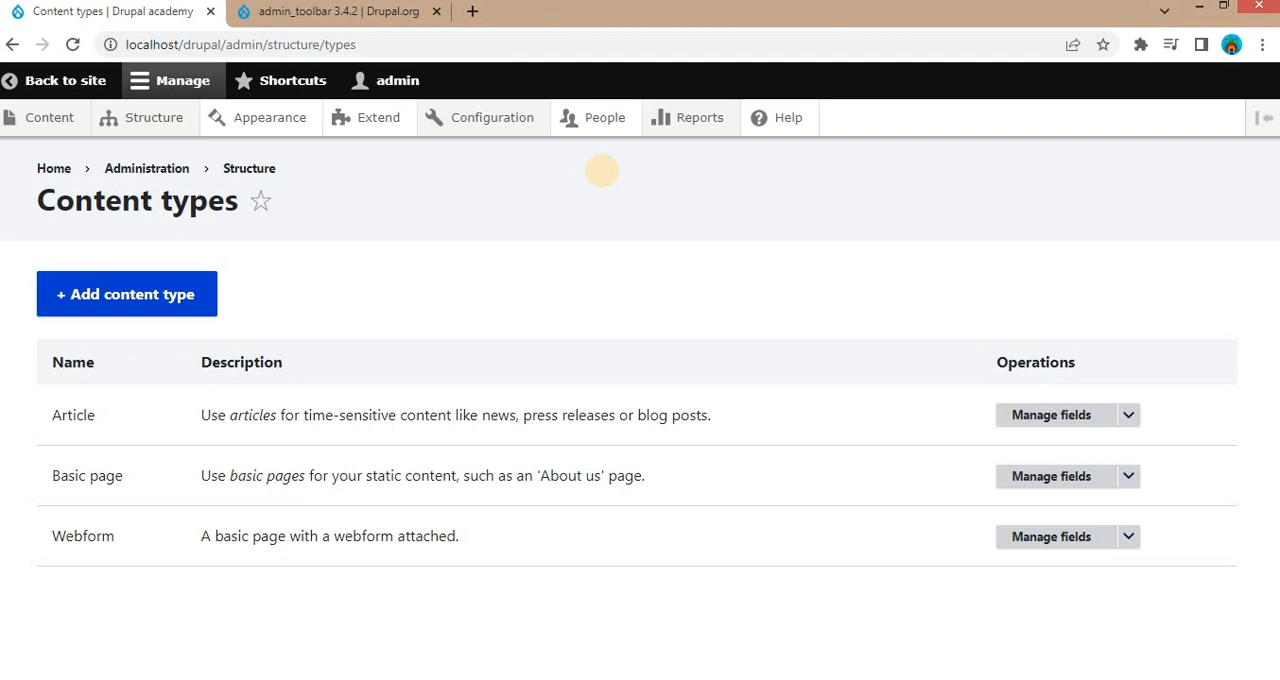 Content types | Drupal academy
admin_toolbar 3.4.2 | Drupal.org
localhost/drupal/admin/structure/types
Back to site
Manage
Shortcuts
admin
Content
Structure
Appearance
Extend
Configuration
People
Reports
Help
Home › Administration › Structure
Content types
+ Add content type
Name Description Operations
Article Use articles for time-sensitive content like news, press releases or blog posts. Manage fields
Basic page Use basic pages for your static content, such as an 'About us' page. Manage fields
Webform A basic page with a webform attached. Manage fields